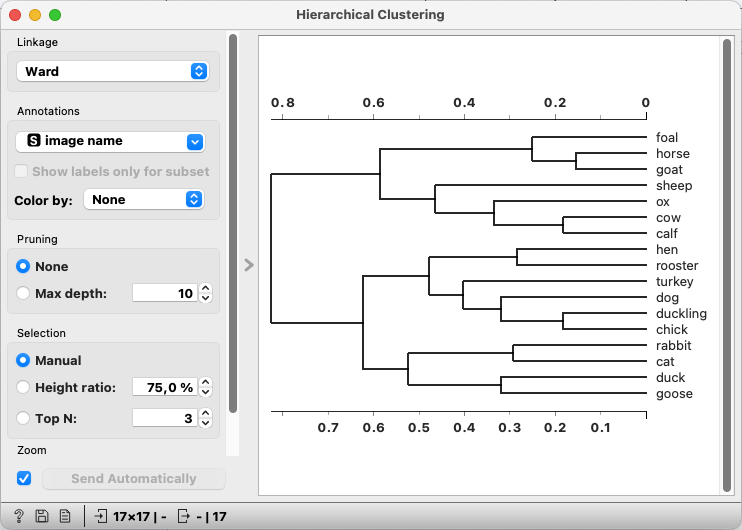 Hierarchical Clustering
Linkage
Ward
Annotations
S image name
Show labels only for subset
Color by: None
Pruning
None
Max depth: 10
Selection
Manual
Height ratio: 75,0 %
Top N: 3
Zoom
Send Automatically
0.8 0.6 0.4 0.2 0
foal
horse
goat
sheep
ox
cow
calf
hen
rooster
turkey
dog
duckling
chick
rabbit
cat
duck
goose
0.7 0.6 0.5 0.4 0.3 0.2 0.1
? 17×17 | - - | 17